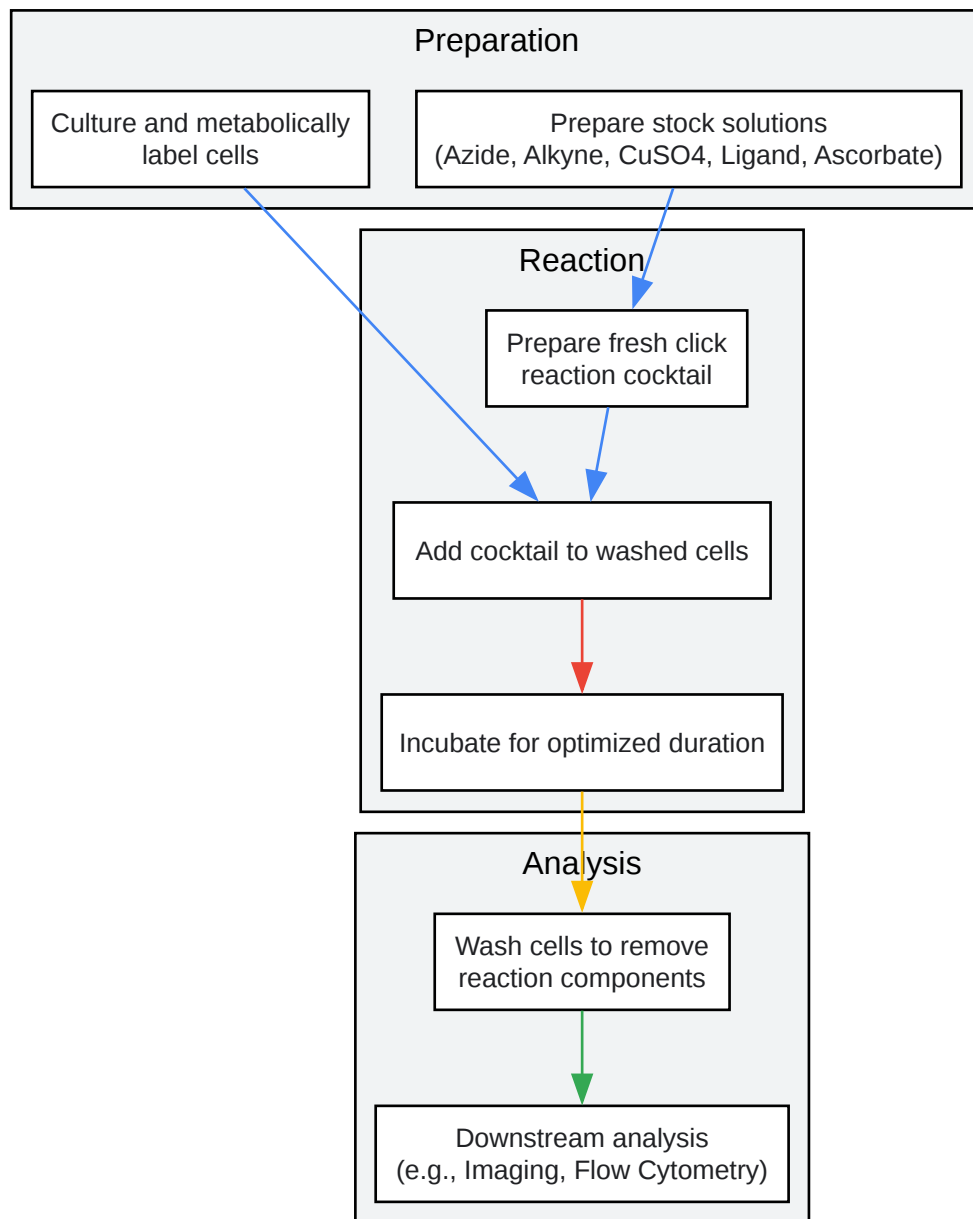 Preparation
Culture and metabolically
label cells
Prepare stock solutions
(Azide, Alkyne, CuSO4, Ligand, Ascorbate)
Reaction
Prepare fresh click
reaction cocktail
Add cocktail to washed cells
Incubate for optimized duration
Analysis
Wash cells to remove
reaction components
Downstream analysis
(e.g., Imaging, Flow Cytometry)